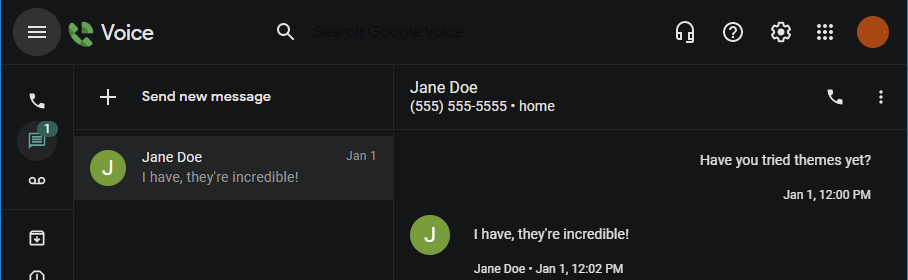 Voice
Search Google Voice
1
Send new message
Jane Doe
Jan 1
J
I have, they're incredible!
Jane Doe
(555) 555-5555 • home
Have you tried themes yet?
Jan 1, 12:00 PM
J
I have, they're incredible!
Jane Doe • Jan 1, 12:02 PM